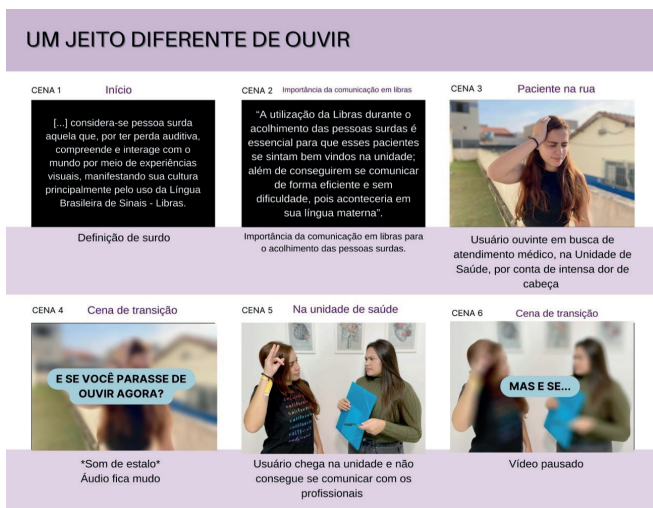 UM JEITO DIFERENTE DE OUVIR
CENA 1 Início
[...] considera-se pessoa surda
aquela que, por ter perda auditiva,
compreende e interage com o
mundo por meio de experiências
visuais, manifestando sua cultura
principalmente pelo uso da Língua
Brasileira de Sinais - Libras.
Definição de surdo
CENA 2 Importância da comunicação em libras
“A utilização da Libras durante o
acolhimento das pessoas surdas é
essencial para que esses pacientes
se sintam bem vindos na unidade;
além de conseguirem se comunicar
de forma eficiente e sem
dificuldade, pois aconteceria em
sua língua materna”.
Importância da comunicação em libras para
o acolhimento das pessoas surdas.
CENA 3 Paciente na rua
Usuário ouvinte em busca de
atendimento médico, na Unidade de
Saúde, por conta de intensa dor de
cabeça
CENA 4 Cena de transição
E SE VOCÊ PARASSE DE
OUVIR AGORA?
*Som de estalo*
Áudio fica mudo
CENA 5 Na unidade de saúde
Usuário chega na unidade e não
consegue se comunicar com os
profissionais
CENA 6 Cena de transição
MAS E SE...
Vídeo pausado